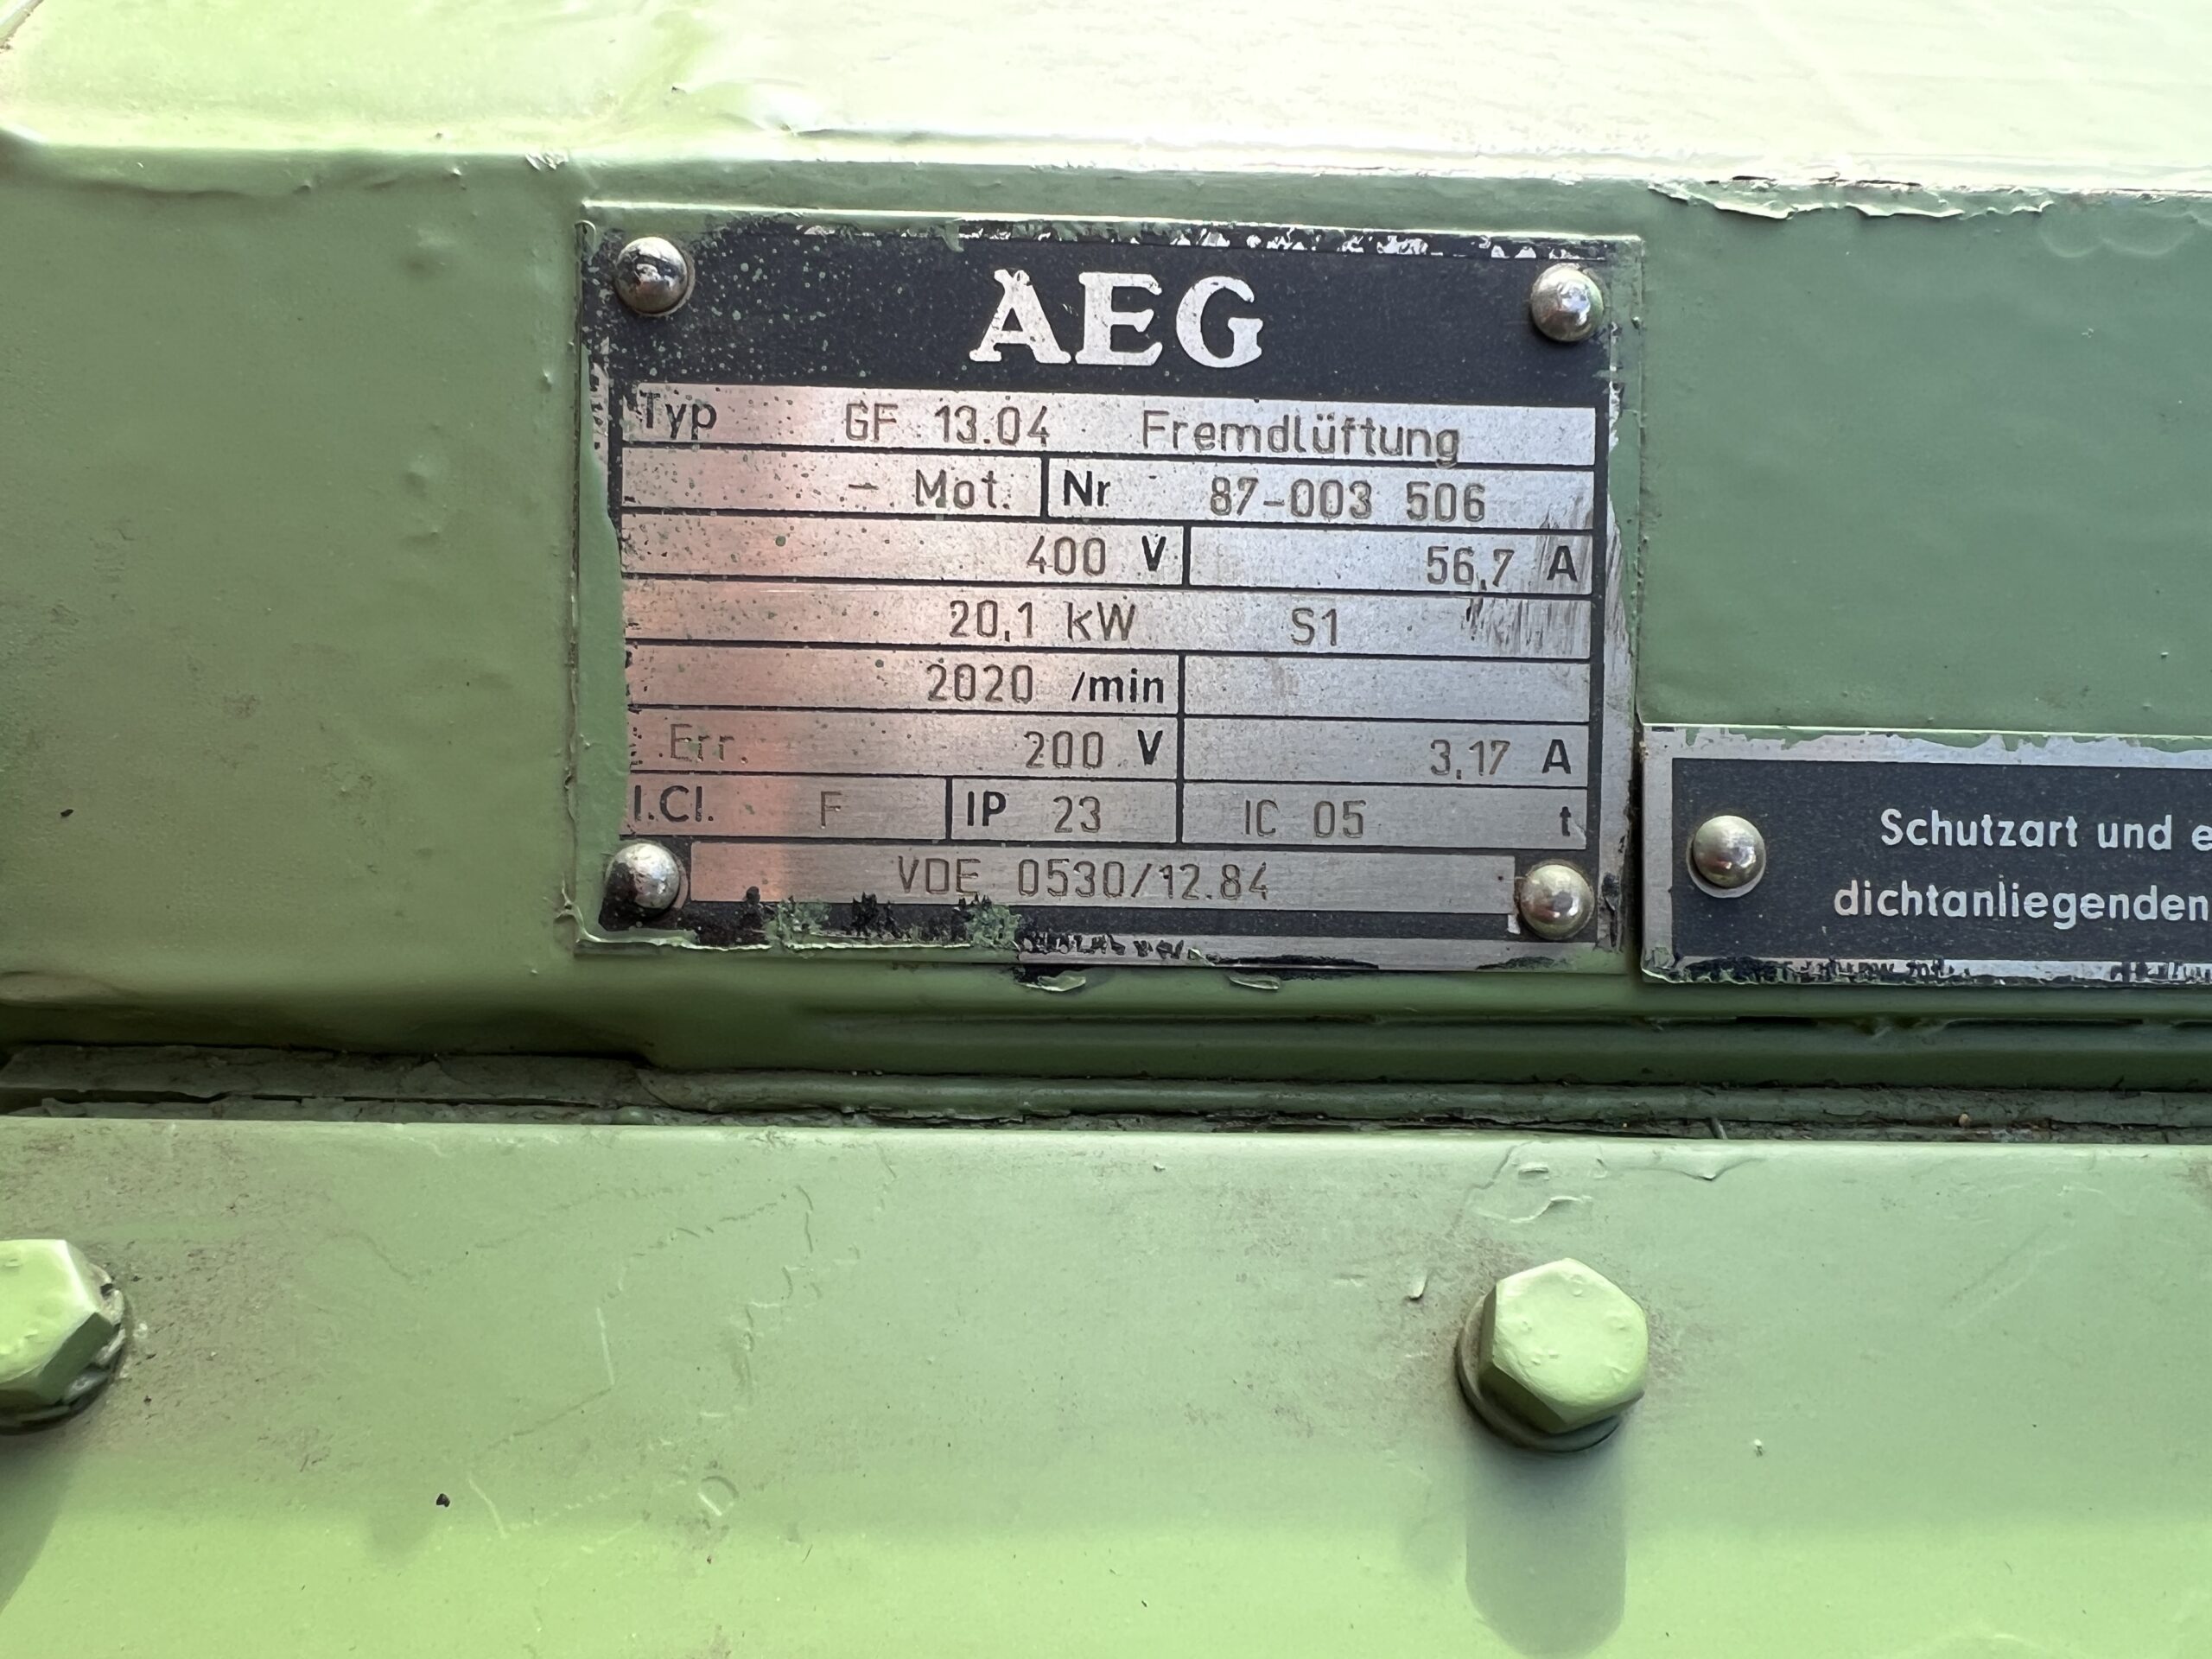 AEG
Typ GF 13.04 Fremdlüftung
– Mot. Nr 87-003 506
400 V 56,7 A
20,1 kW S1
2020 /min
Err. 200 V 3,17 A
I.Cl. F IP 23 IC 05 t
VDE 0530/12.84
Schutzart und e
dichtanliegenden